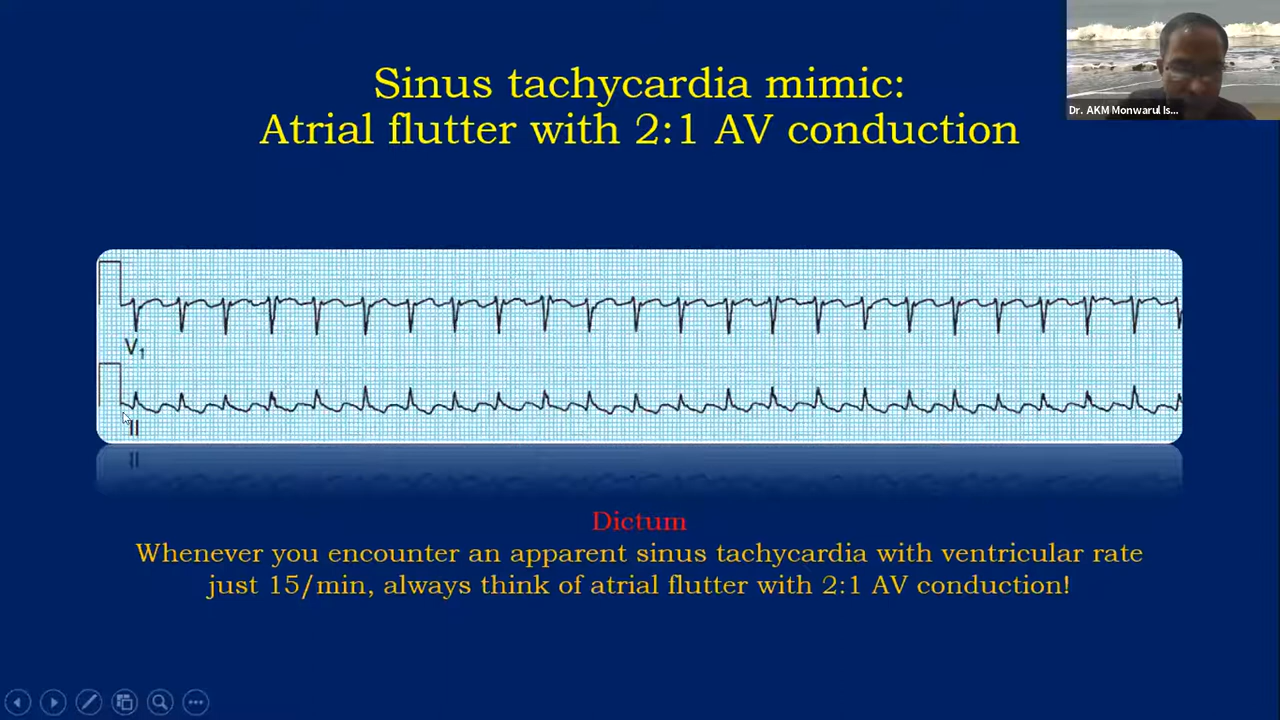 Sinus tachycardia mimic:
Atrial flutter with 2:1 AV conduction
Dr. AKM Monwarul Is...
V1
II
Dictum
Whenever you encounter an apparent sinus tachycardia with ventricular rate
just 15/min, always think of atrial flutter with 2:1 AV conduction!